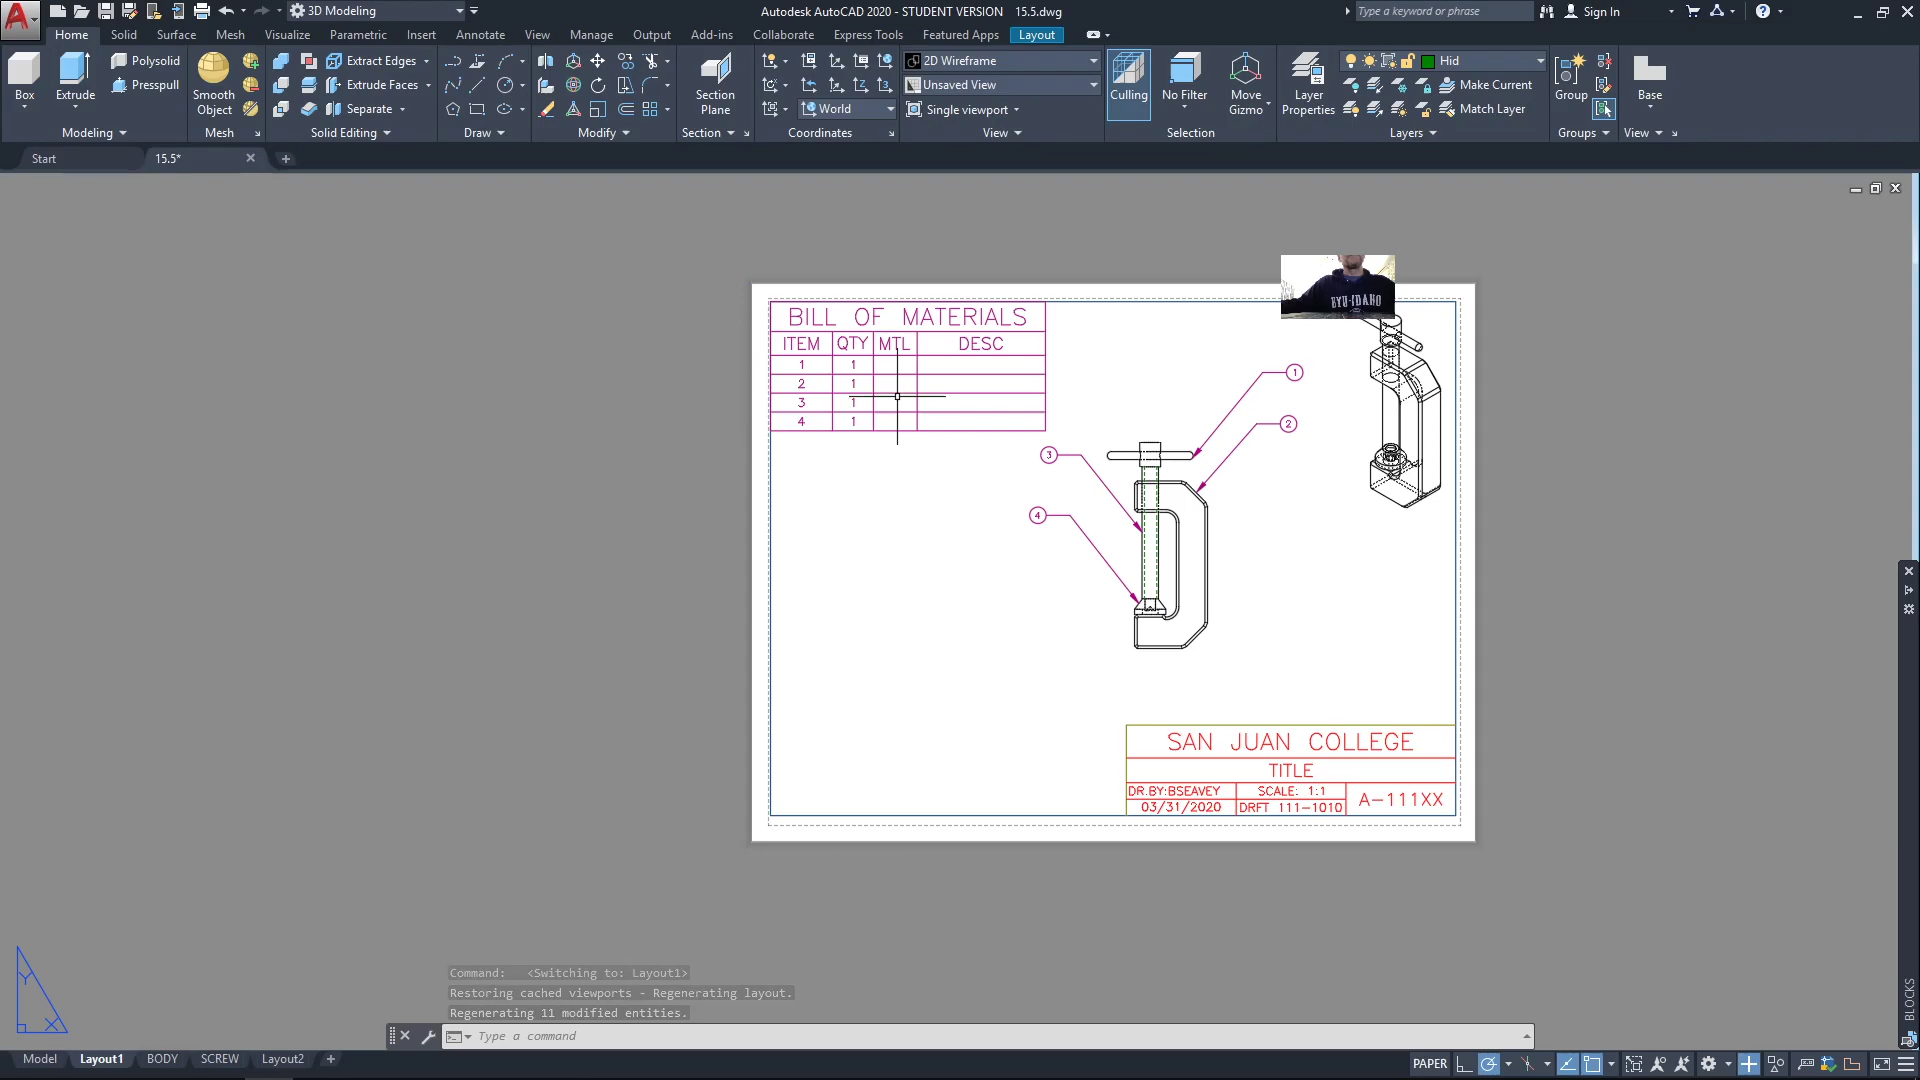 3D Modeling
Autodesk AutoCAD 2020 - STUDENT VERSION 15.5.dwg
Type a keyword or phrase
Sign In
Home Solid Surface Mesh Visualize Parametric Insert Annotate View Manage Output Add-ins Collaborate Express Tools Featured Apps Layout
Box
Extrude
Polysolid
Presspull
Modeling
Smooth
Object
Mesh
Extract Edges
Extrude Faces
Separate
Solid Editing
Draw
Modify
Section
Plane
Section
World
Coordinates
2D Wireframe
Unsaved View
Single viewport
View
Culling
No Filter
Move
Gizmo
Selection
Layer
Properties
Hid
Make Current
Match Layer
Layers
Group
Groups
Base
View
Start
15.5*
BYU-IDAHO
BILL OF MATERIALS
ITEM QTY MTL DESC
1 1
2 1
3 1
4 1
1
2
3
4
SAN JUAN COLLEGE
TITLE
DR.BY:BSEAVEY SCALE: 1:1
03/31/2020 DRFT 111-1010
A-111XX
Y
X
BLOCKS
Command: <Switching to: Layout1>
Restoring cached viewports - Regenerating layout.
Regenerating 11 modified entities.
Type a command
Model Layout1 BODY SCREW Layout2
PAPER